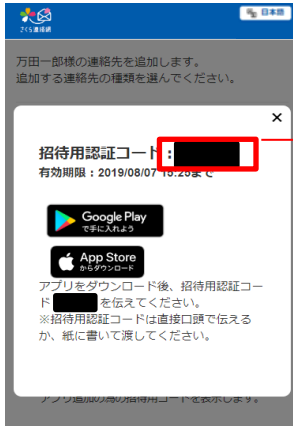 さくら連絡網
日本語
万田一郎様の連絡先を追加します。
追加する連絡先の種類を選んでください。
×
招待用認証コード：
有効期限：2019/08/07 15:25まで
Google Play
で手に入れよう
App Store
からダウンロード
アプリをダウンロード後、招待用認証コー
ド を伝えてください。
※招待用認証コードは直接口頭で伝える
か、紙に書いて渡してください。
アプリ追加の為の招待用コードを表示します。